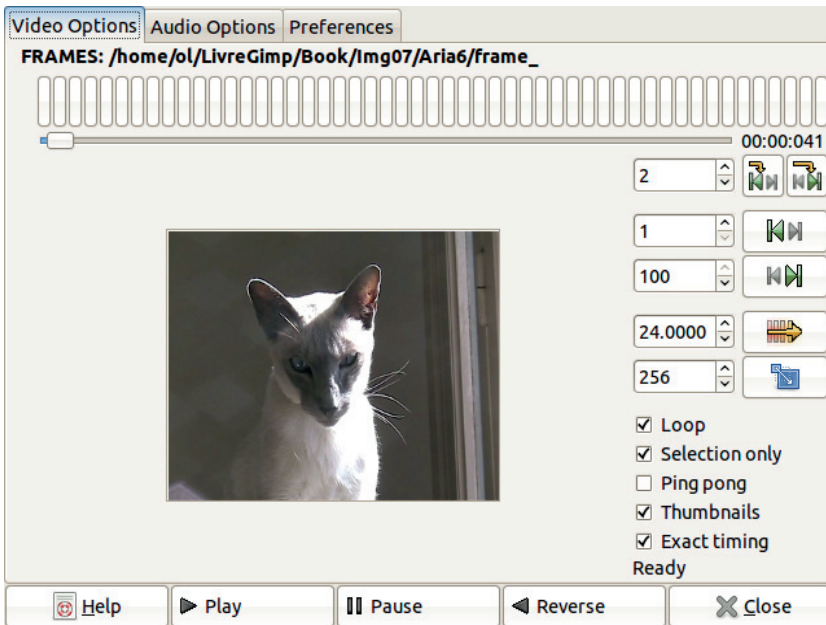 Video Options Audio Options Preferences
FRAMES: /home/ol/LivreGimp/Book/Img07/Aria6/frame_
00:00:041
2
1
100
24.0000
256
Loop
Selection only
Ping pong
Thumbnails
Exact timing
Ready
Help Play Pause Reverse Close